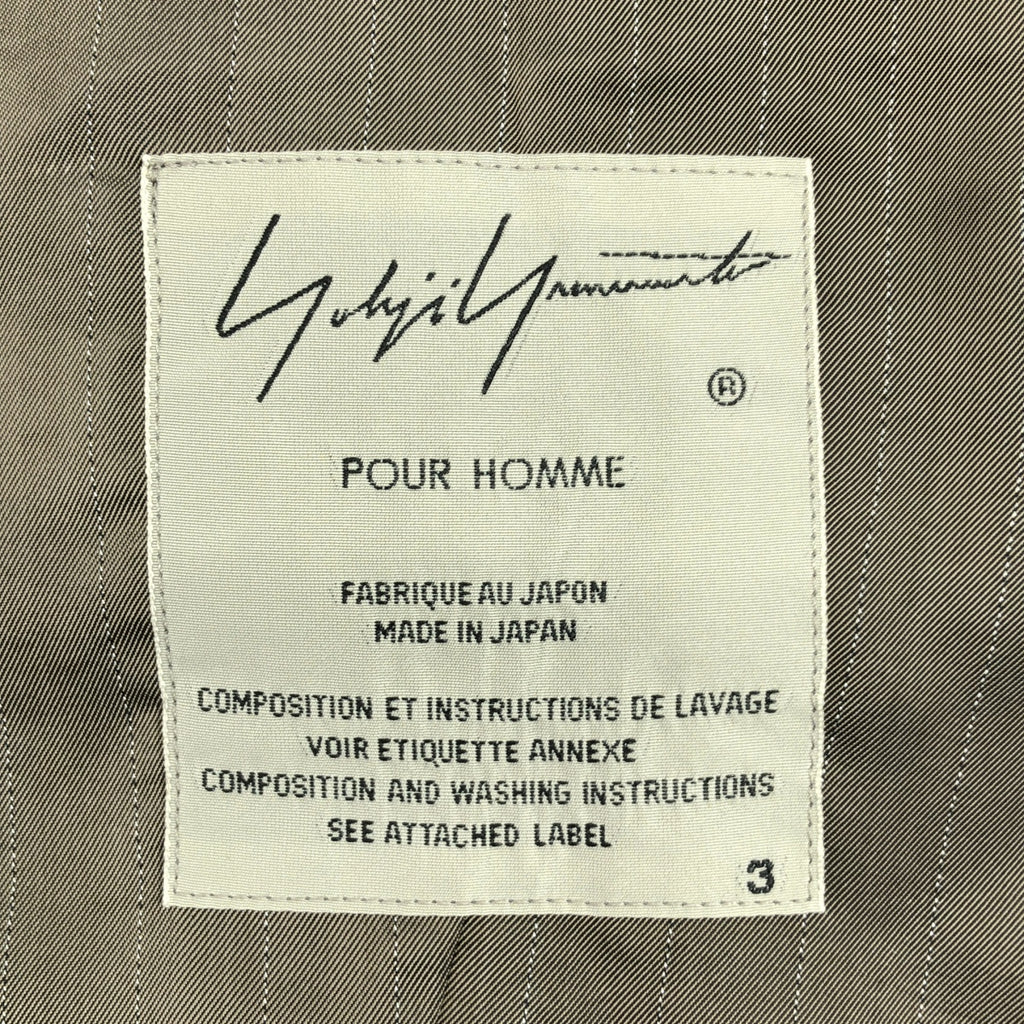 Yohji Yamamoto
®
POUR HOMME
FABRIQUE AU JAPON
MADE IN JAPAN
COMPOSITION ET INSTRUCTIONS DE LAVAGE
VOIR ETIQUETTE ANNEXE
COMPOSITION AND WASHING INSTRUCTIONS
SEE ATTACHED LABEL
3